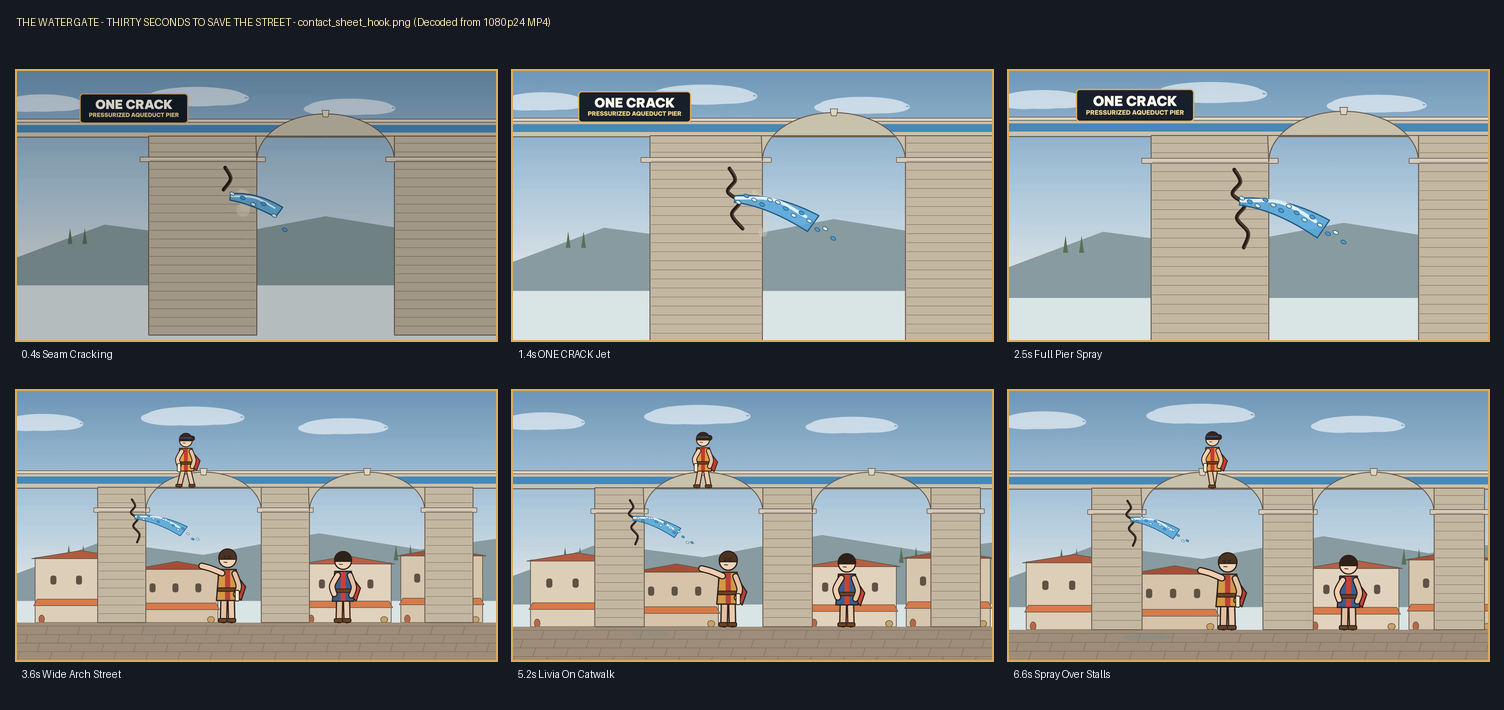 THE WATERGATE - THIRTY SECONDS TO SAVE THE STREET - contact_sheet_hook.png (Decoded from 1080p24 MP4)
ONE CRACK
PRESSURIZED AQUEDUCT PIER
ONE CRACK
PRESSURIZED AQUEDUCT PIER
ONE CRACK
PRESSURIZED AQUEDUCT PIER
0.4s Seam Cracking
1.4s ONE CRACK Jet
2.5s Full Pier Spray
3.6s Wide Arch Street
5.2s Livia On Catwalk
6.6s Spray Over Stalls